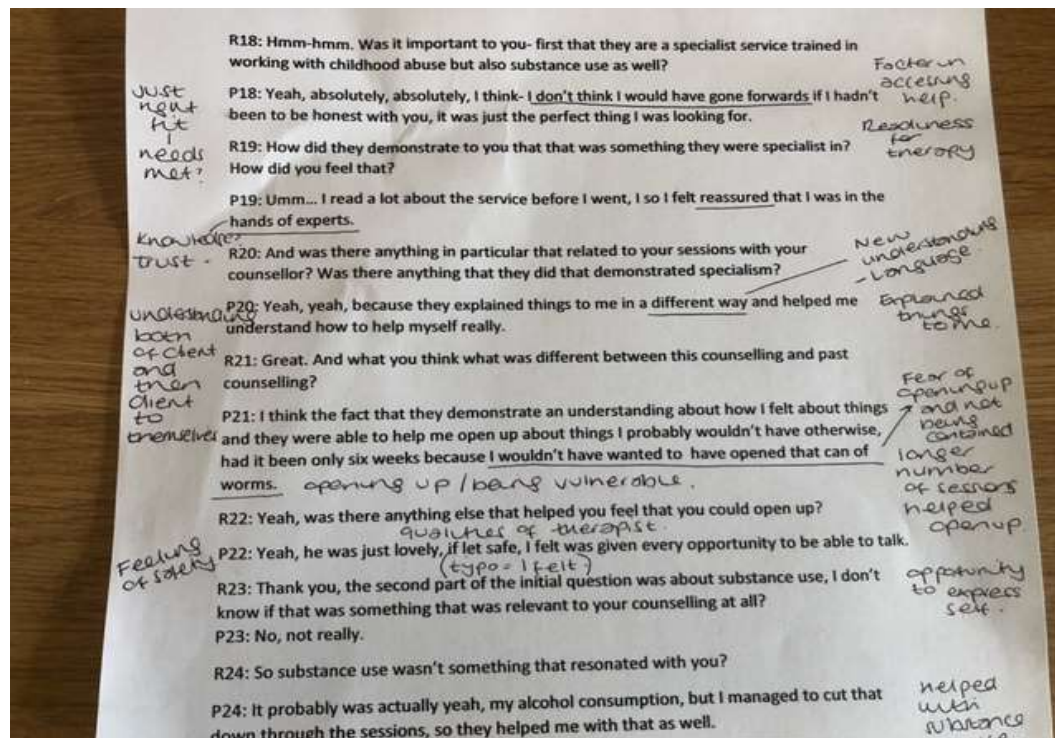 R18: Hmm-hmm. Was it important to you- first that they are a specialist service trained in
working with childhood abuse but also substance use as well?
Factor in
accessing
help.
just
right
fit
needs
met?
P18: Yeah, absolutely, absolutely, I think- I don't think I would have gone forwards if I hadn't
been to be honest with you, it was just the perfect thing I was looking for.
Readiness
for
therapy
R19: How did they demonstrate to you that that was something they were specialist in?
How did you feel that?
P19: Umm... I read a lot about the service before I went, I so I felt reassured that I was in the
hands of experts.
Knowledge?
trust.
R20: And was there anything in particular that related to your sessions with your
counsellor? Was there anything that they did that demonstrated specialism?
New
understanding
- Language.
P20: Yeah, yeah, because they explained things to me in a different way and helped me
understand how to help myself really.
Explained
things
to me.
understanding
both
of client
and
then
client
to
themselves
R21: Great. And what you think what was different between this counselling and past
counselling?
P21: I think the fact that they demonstrate an understanding about how I felt about things
and they were able to help me open up about things I probably wouldn't have otherwise,
had it been only six weeks because I wouldn't have wanted to have opened that can of
worms. opening up / being vulnerable.
Fear of
opening up
and not
being
contained
longer
number
of sessions
helped
open up.
R22: Yeah, was there anything else that helped you feel that you could open up?
qualities of therapist.
Feeling
of safety
P22: Yeah, he was just lovely, if let safe, I felt was given every opportunity to be able to talk.
(typo = I felt)
R23: Thank you, the second part of the initial question was about substance use, I don't
know if that was something that was relevant to your counselling at all?
oppotunity
to express
self.
P23: No, not really.
R24: So substance use wasn't something that resonated with you?
P24: It probably was actually yeah, my alcohol consumption, but I managed to cut that
down through the sessions, so they helped me with that as well.
helped
with
substance